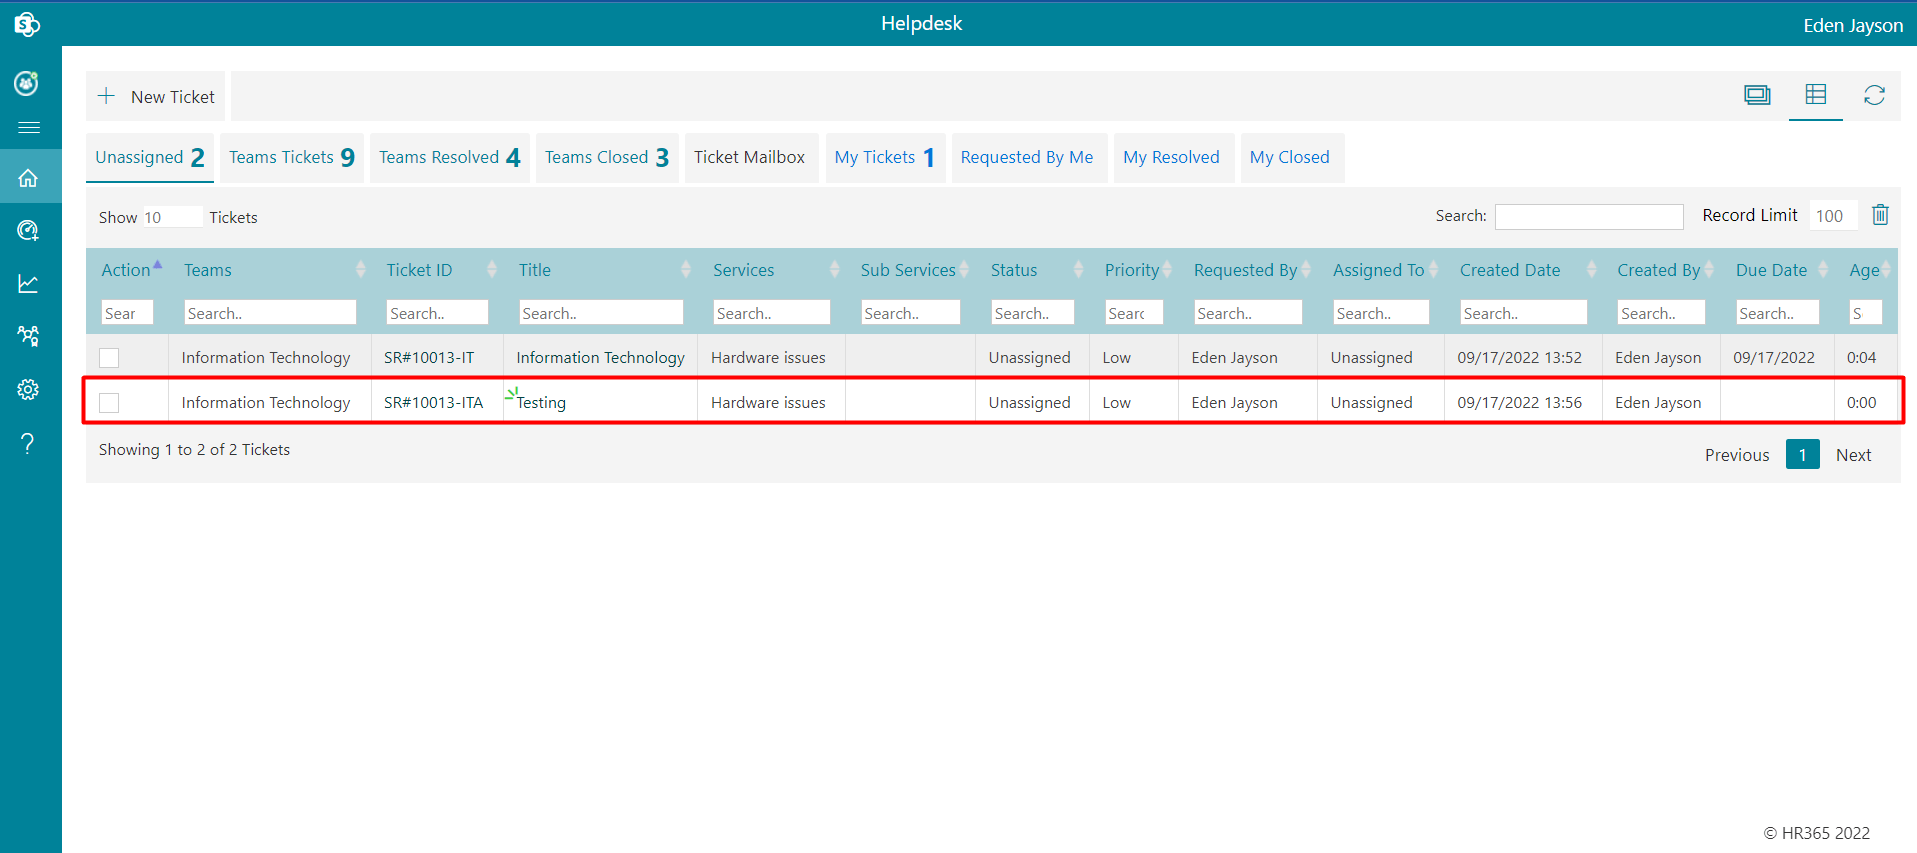 Helpdesk
Eden Jayson
New Ticket
Unassigned 2 Teams Tickets 9 Teams Resolved 4 Teams Closed 3 Ticket Mailbox My Tickets 1 Requested By Me My Resolved My Closed
Show 10 Tickets Search: Record Limit 100
Action Teams Ticket ID Title Services Sub Services Status Priority Requested By Assigned To Created Date Created By Due Date Age
Sear Search.. Search.. Search.. Search.. Search.. Search.. Searc Search.. Search.. Search.. Search.. Search.. S
Information Technology SR#10013-IT Information Technology Hardware issues Unassigned Low Eden Jayson Unassigned 09/17/2022 13:52 Eden Jayson 09/17/2022 0:04
Information Technology SR#10013-ITA Testing Hardware issues Unassigned Low Eden Jayson Unassigned 09/17/2022 13:56 Eden Jayson 0:00
Showing 1 to 2 of 2 Tickets
Previous 1 Next
© HR365 2022